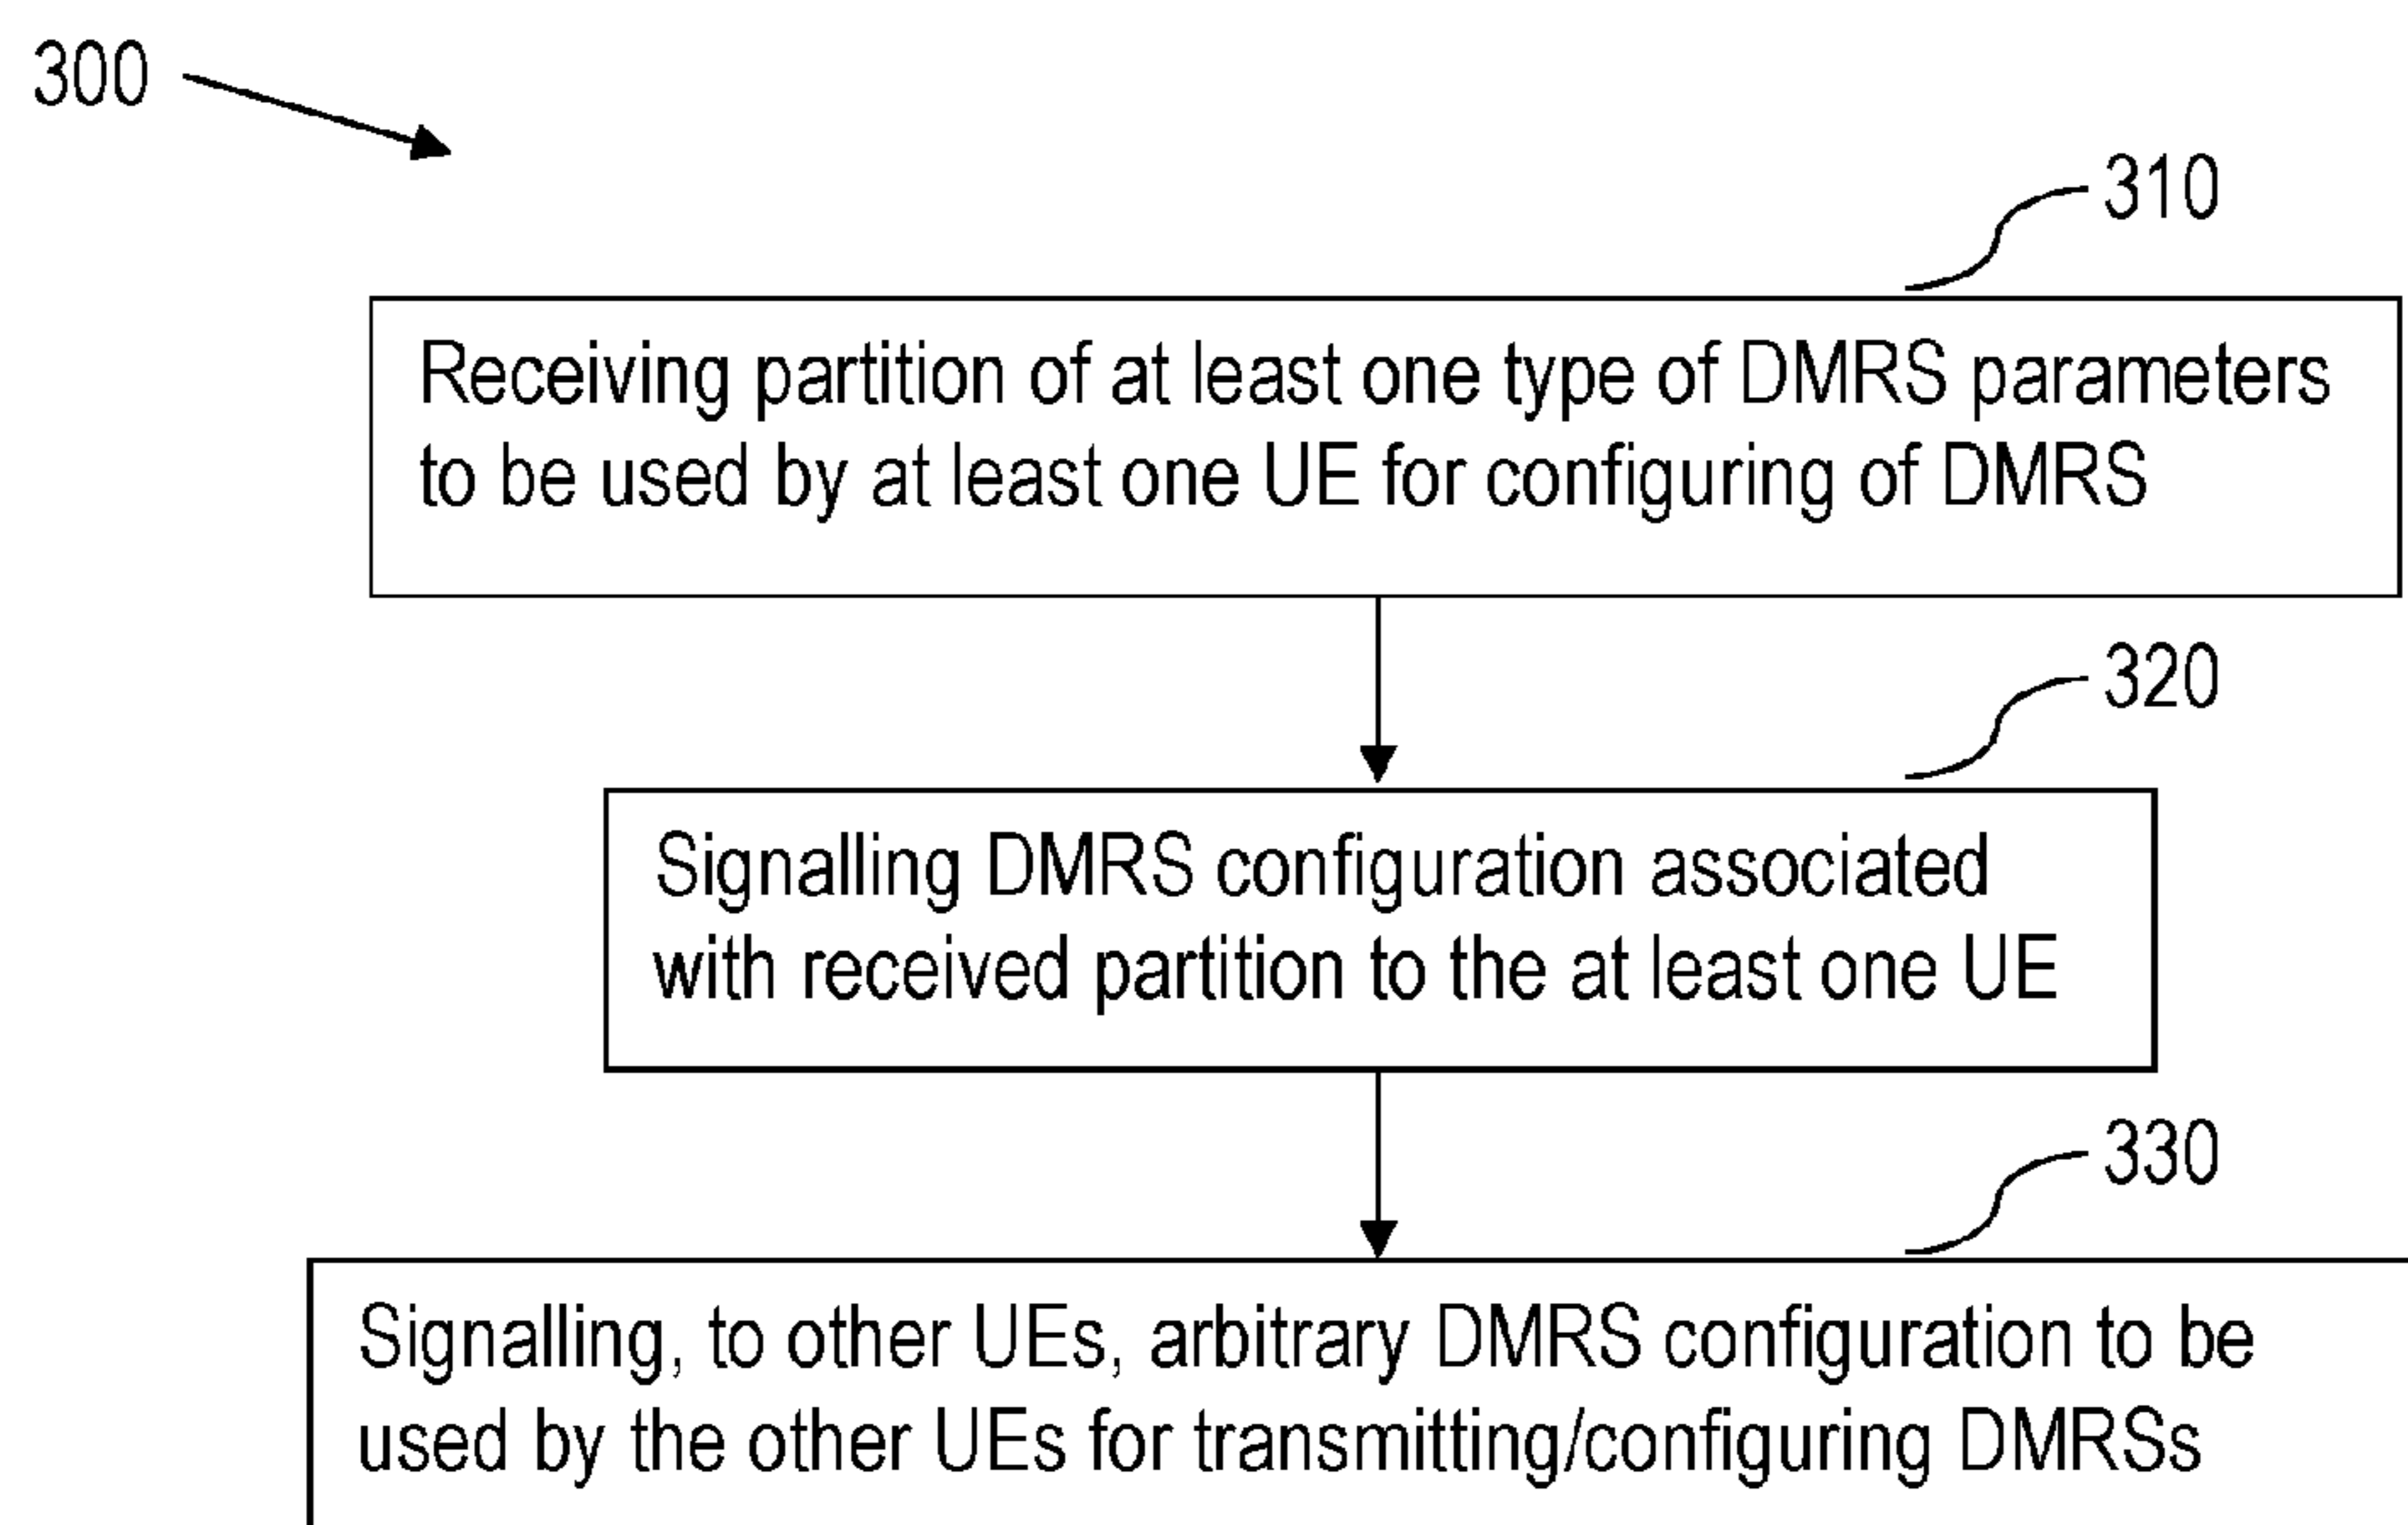 300
310
Receiving partition of at least one type of DMRS parameters
to be used by at least one UE for configuring of DMRS
320
Signalling DMRS configuration associated
with received partition to the at least one UE
330
Signalling, to other UEs, arbitrary DMRS configuration to be
used by the other UEs for transmitting/configuring DMRSs